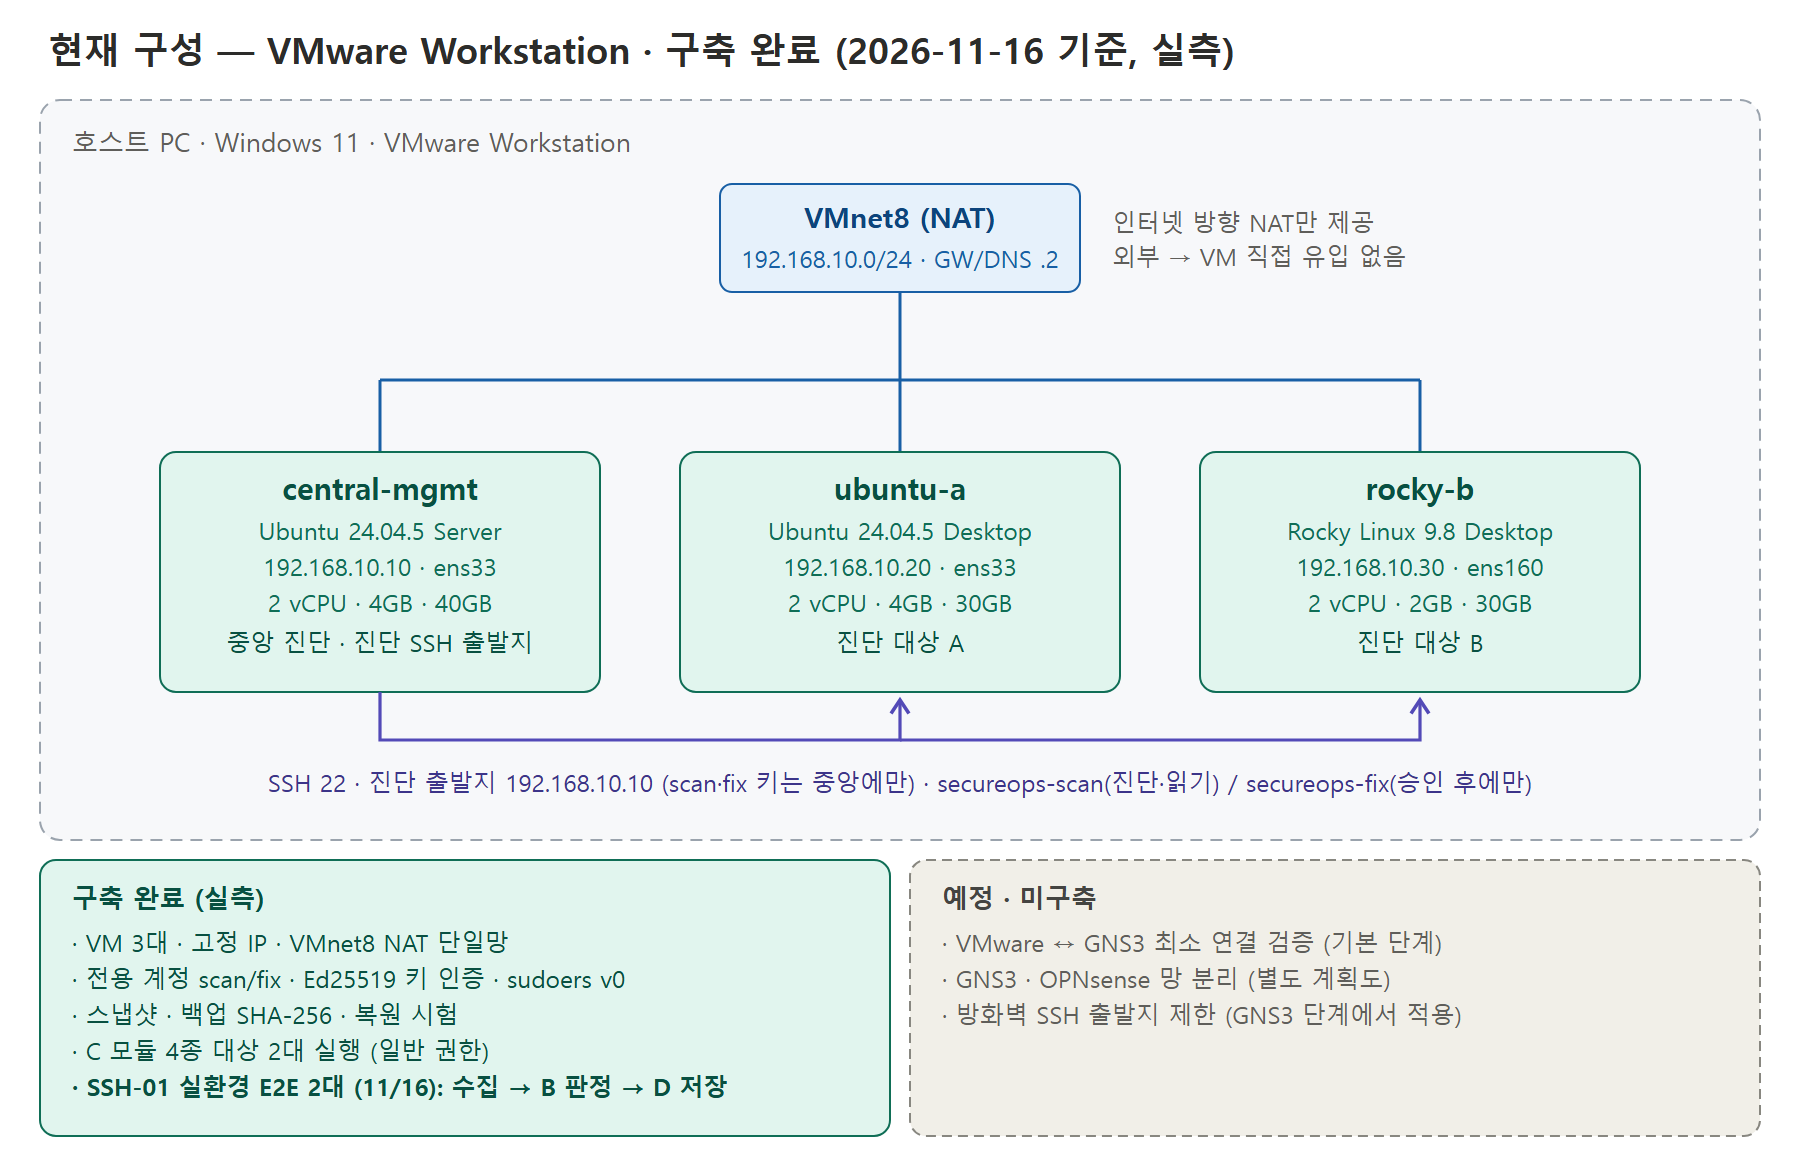 현재 구성 — VMware Workstation · 구축 완료 (2026-11-16 기준, 실측)
호스트 PC · Windows 11 · VMware Workstation
VMnet8 (NAT)
192.168.10.0/24 · GW/DNS .2
인터넷 방향 NAT만 제공
외부 → VM 직접 유입 없음
central-mgmt
Ubuntu 24.04.5 Server
192.168.10.10 · ens33
2 vCPU · 4GB · 40GB
중앙 진단 · 진단 SSH 출발지
ubuntu-a
Ubuntu 24.04.5 Desktop
192.168.10.20 · ens33
2 vCPU · 4GB · 30GB
진단 대상 A
rocky-b
Rocky Linux 9.8 Desktop
192.168.10.30 · ens160
2 vCPU · 2GB · 30GB
진단 대상 B
SSH 22 · 진단 출발지 192.168.10.10 (scan·fix 키는 중앙에만) · secureops-scan(진단·읽기) / secureops-fix(승인 후에만)
구축 완료 (실측)
· VM 3대 · 고정 IP · VMnet8 NAT 단일망
· 전용 계정 scan/fix · Ed25519 키 인증 · sudoers v0
· 스냅샷 · 백업 SHA-256 · 복원 시험
· C 모듈 4종 대상 2대 실행 (일반 권한)
· SSH-01 실환경 E2E 2대 (11/16): 수집 → B 판정 → D 저장
예정 · 미구축
· VMware ↔ GNS3 최소 연결 검증 (기본 단계)
· GNS3 · OPNsense 망 분리 (별도 계획도)
· 방화벽 SSH 출발지 제한 (GNS3 단계에서 적용)